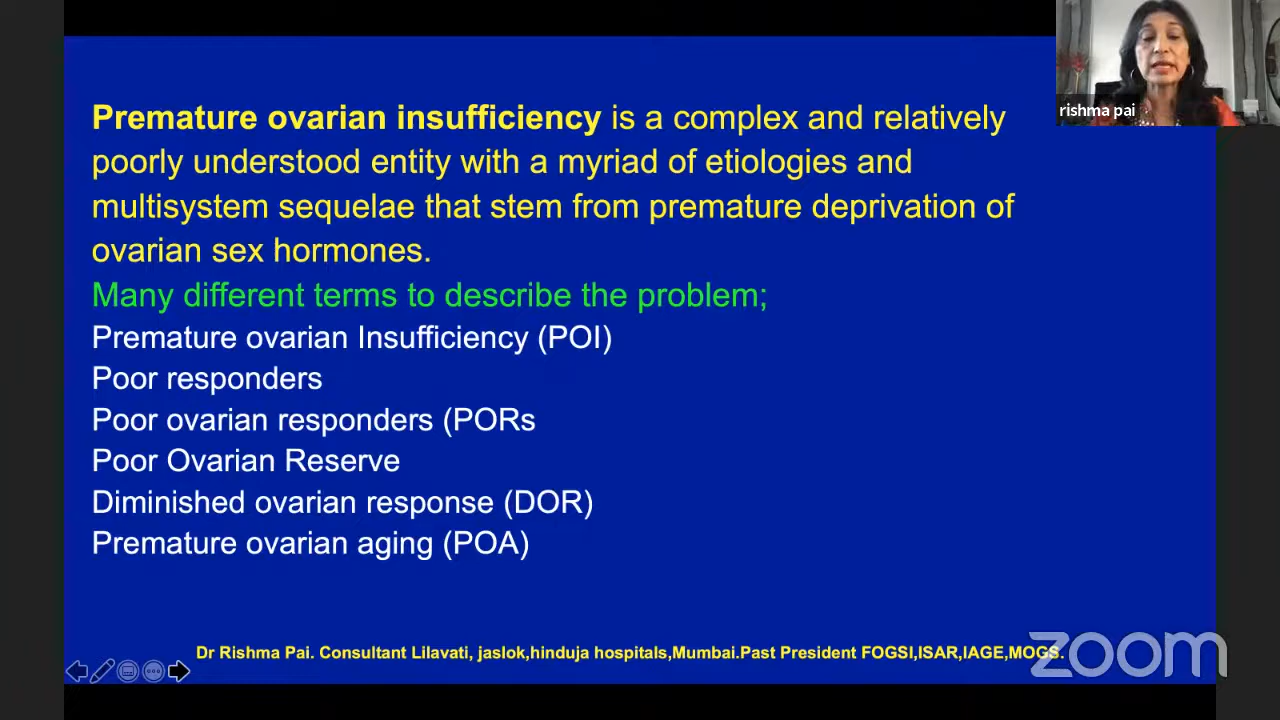 Premature ovarian insufficiency is a complex and relatively
poorly understood entity with a myriad of etiologies and
multisystem sequelae that stem from premature deprivation of
ovarian sex hormones.
Many different terms to describe the problem;
Premature ovarian Insufficiency (POI)
Poor responders
Poor ovarian responders (PORs
Poor Ovarian Reserve
Diminished ovarian response (DOR)
Premature ovarian aging (POA)
rishma pai
Dr Rishma Pai. Consultant Lilavati, jaslok,hinduja hospitals,Mumbai.Past President FOGSI,ISAR,IAGE,MOGS.
zoom